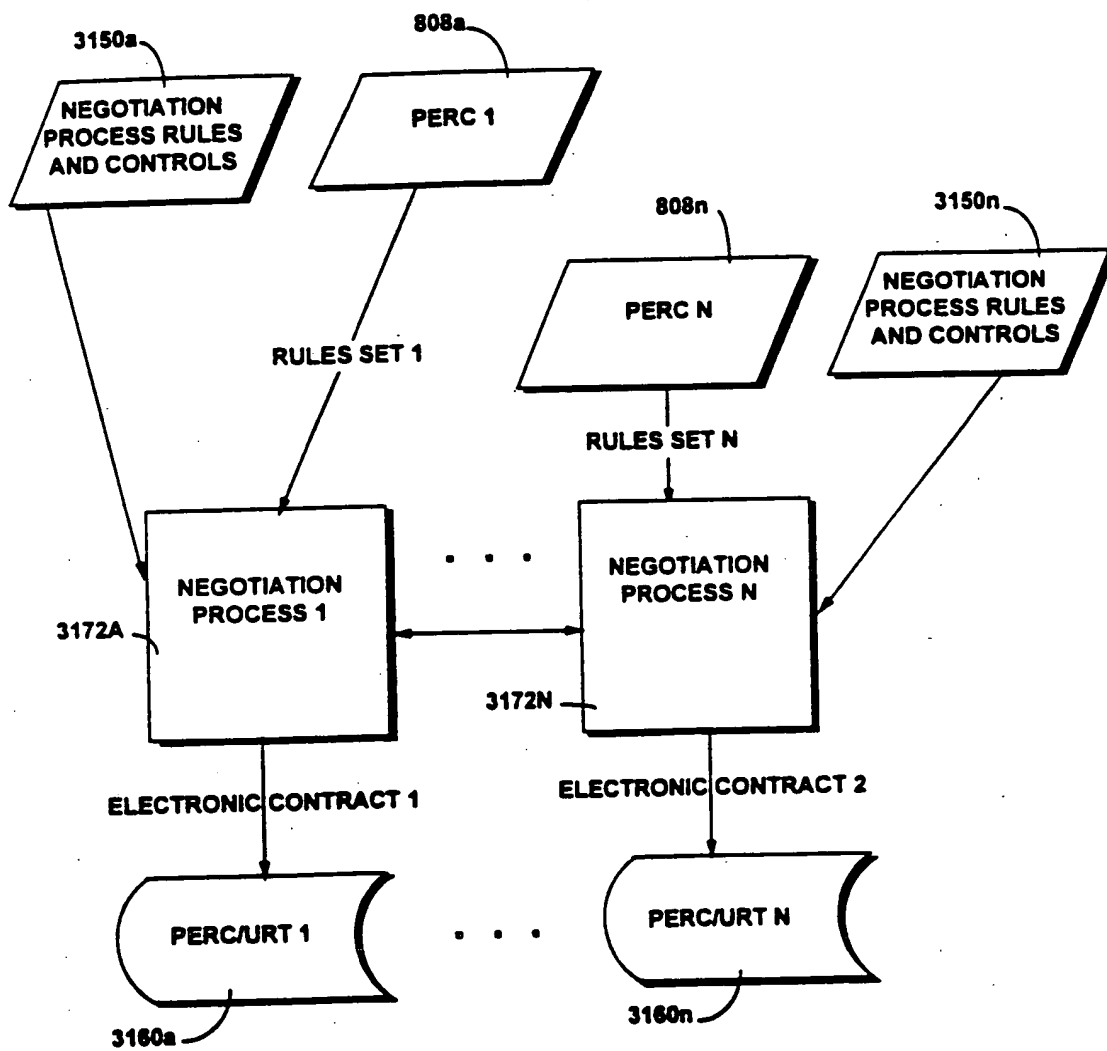 3150a
808a
NEGOTIATION
PROCESS RULES
AND CONTROLS
PERC 1
808n
3150n
PERC N
NEGOTIATION
PROCESS RULES
AND CONTROLS
RULES SET 1
RULES SET N
NEGOTIATION
PROCESS 1
NEGOTIATION
PROCESS N
3172A
3172N
ELECTRONIC CONTRACT 1
ELECTRONIC CONTRACT 2
PERC/URT 1
PERC/URT N
3160a
3160n